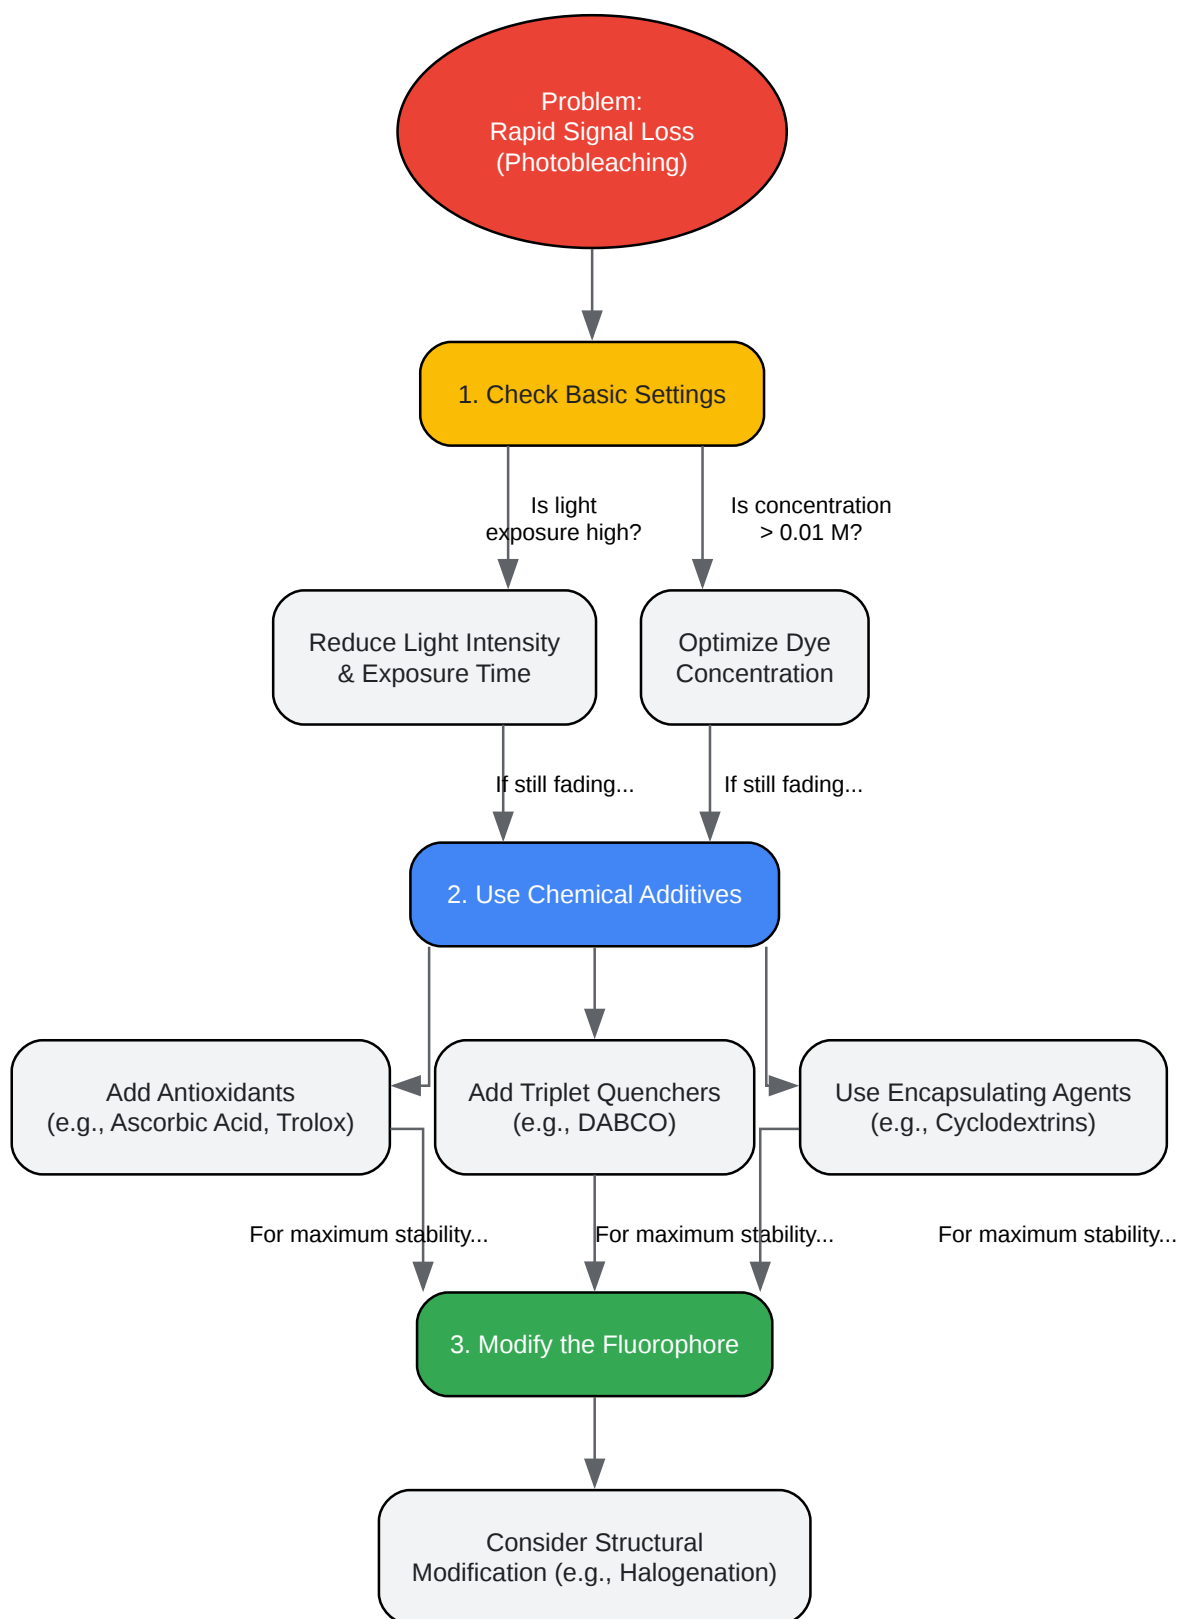 Problem:
Rapid Signal Loss
(Photobleaching)
1. Check Basic Settings
Is light
exposure high?
Is concentration
> 0.01 M?
Reduce Light Intensity
& Exposure Time
Optimize Dye
Concentration
If still fading...
If still fading...
2. Use Chemical Additives
Add Antioxidants
(e.g., Ascorbic Acid, Trolox)
Add Triplet Quenchers
(e.g., DABCO)
Use Encapsulating Agents
(e.g., Cyclodextrins)
For maximum stability...
For maximum stability...
For maximum stability...
3. Modify the Fluorophore
Consider Structural
Modification (e.g., Halogenation)